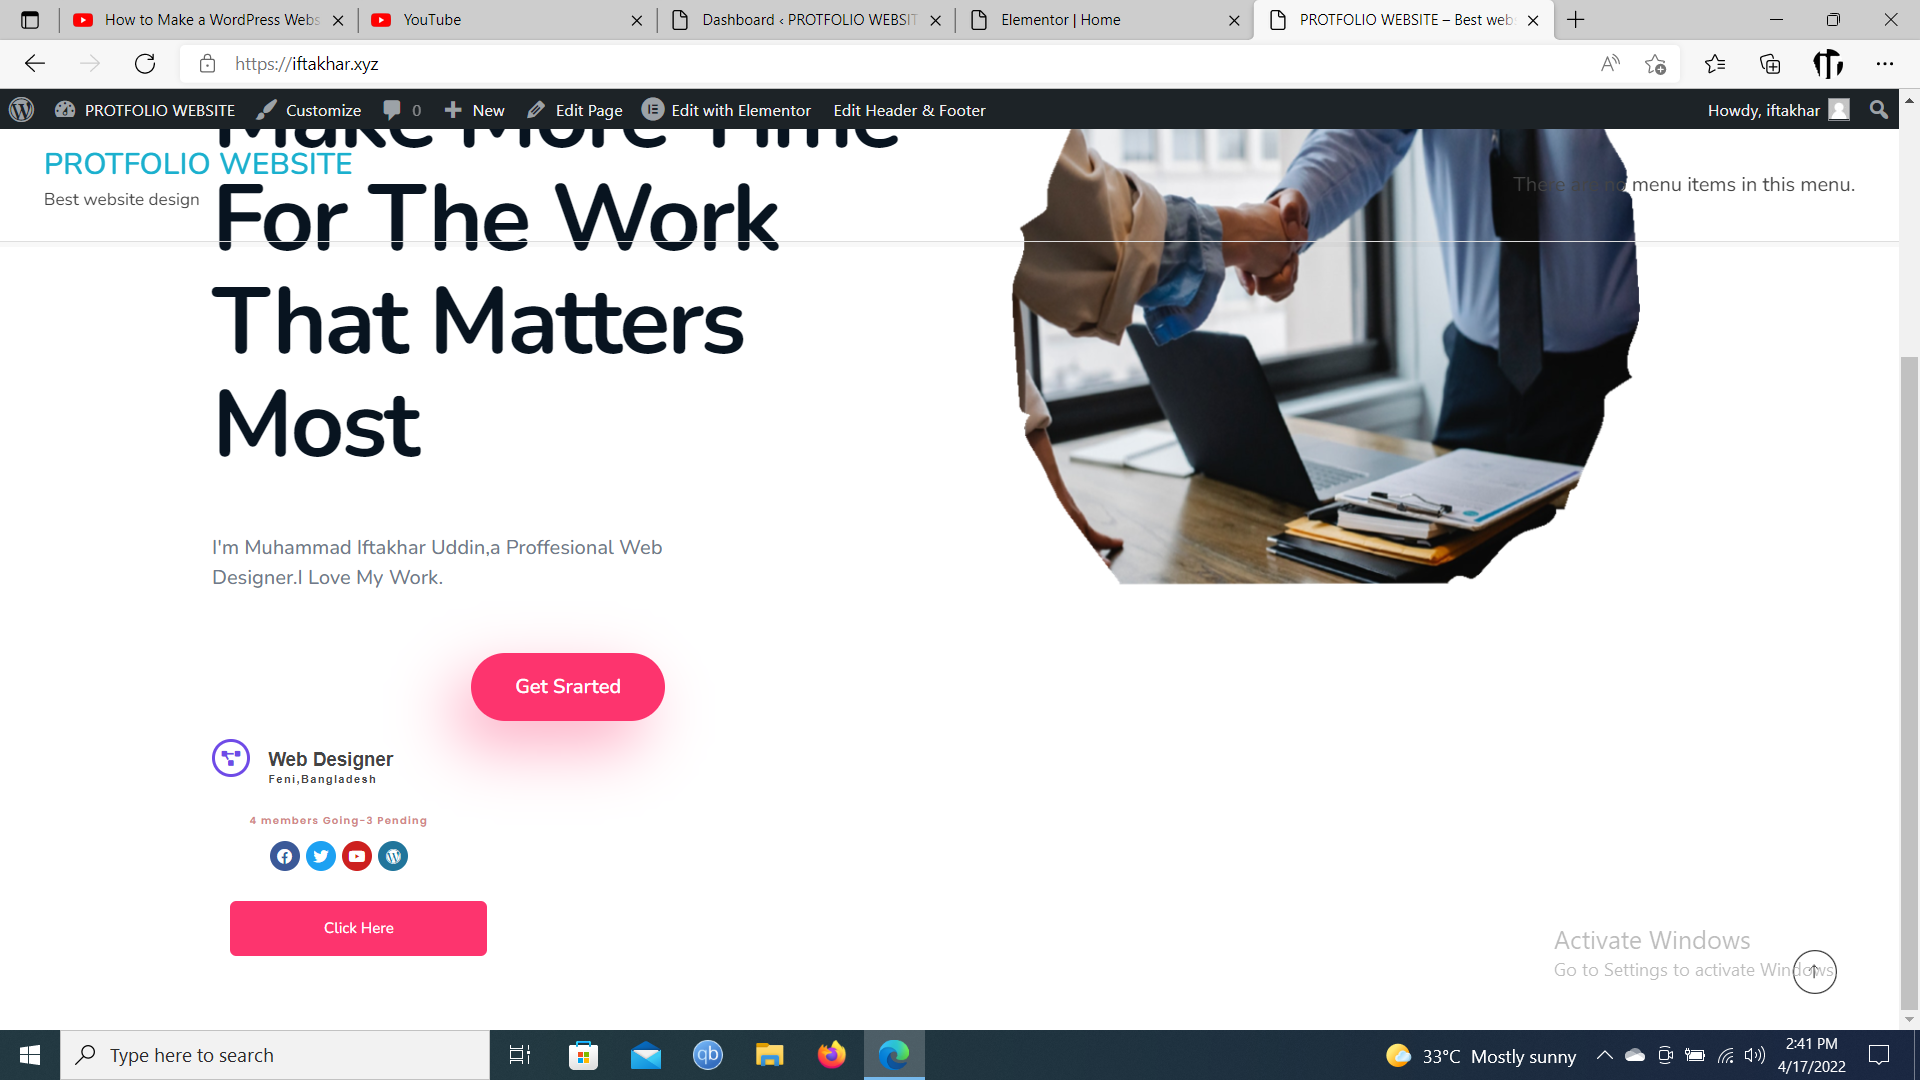 How to Make a WordPress Webs
YouTube
Dashboard ‹ PROTFOLIO WEBSIT
Elementor | Home
PROTFOLIO WEBSITE – Best web
https://iftakhar.xyz
PROTFOLIO WEBSITE
Customize
0
New
Edit Page
Edit with Elementor
Edit Header & Footer
Howdy, iftakhar
PROTFOLIO WEBSITE
Best website design
There are no menu items in this menu.
Make More Time
For The Work
That Matters
Most
I'm Muhammad Iftakhar Uddin,a Proffesional Web
Designer.I Love My Work.
Get Srarted
Web Designer
Feni,Bangladesh
4 members Going-3 Pending
Click Here
Activate Windows
Go to Settings to activate Windows.
Type here to search
qb
33°C Mostly sunny
2:41 PM
4/17/2022